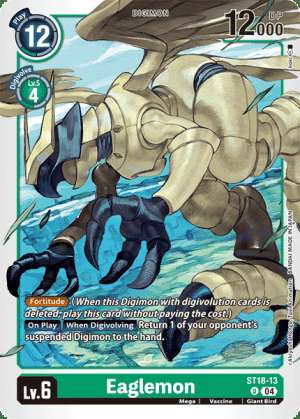 Play
DIGIMON
12
12000
DP
Digivolve
Lv.5
4
Fortitude (When this Digimon with digivolution cards is
deleted, play this card without paying the cost.)
On Play When Digivolving Return 1 of your opponent's
suspended Digimon to the hand.
ST18-13
Lv.6
Eaglemon
U 04
Mega Vaccine Giant Bird